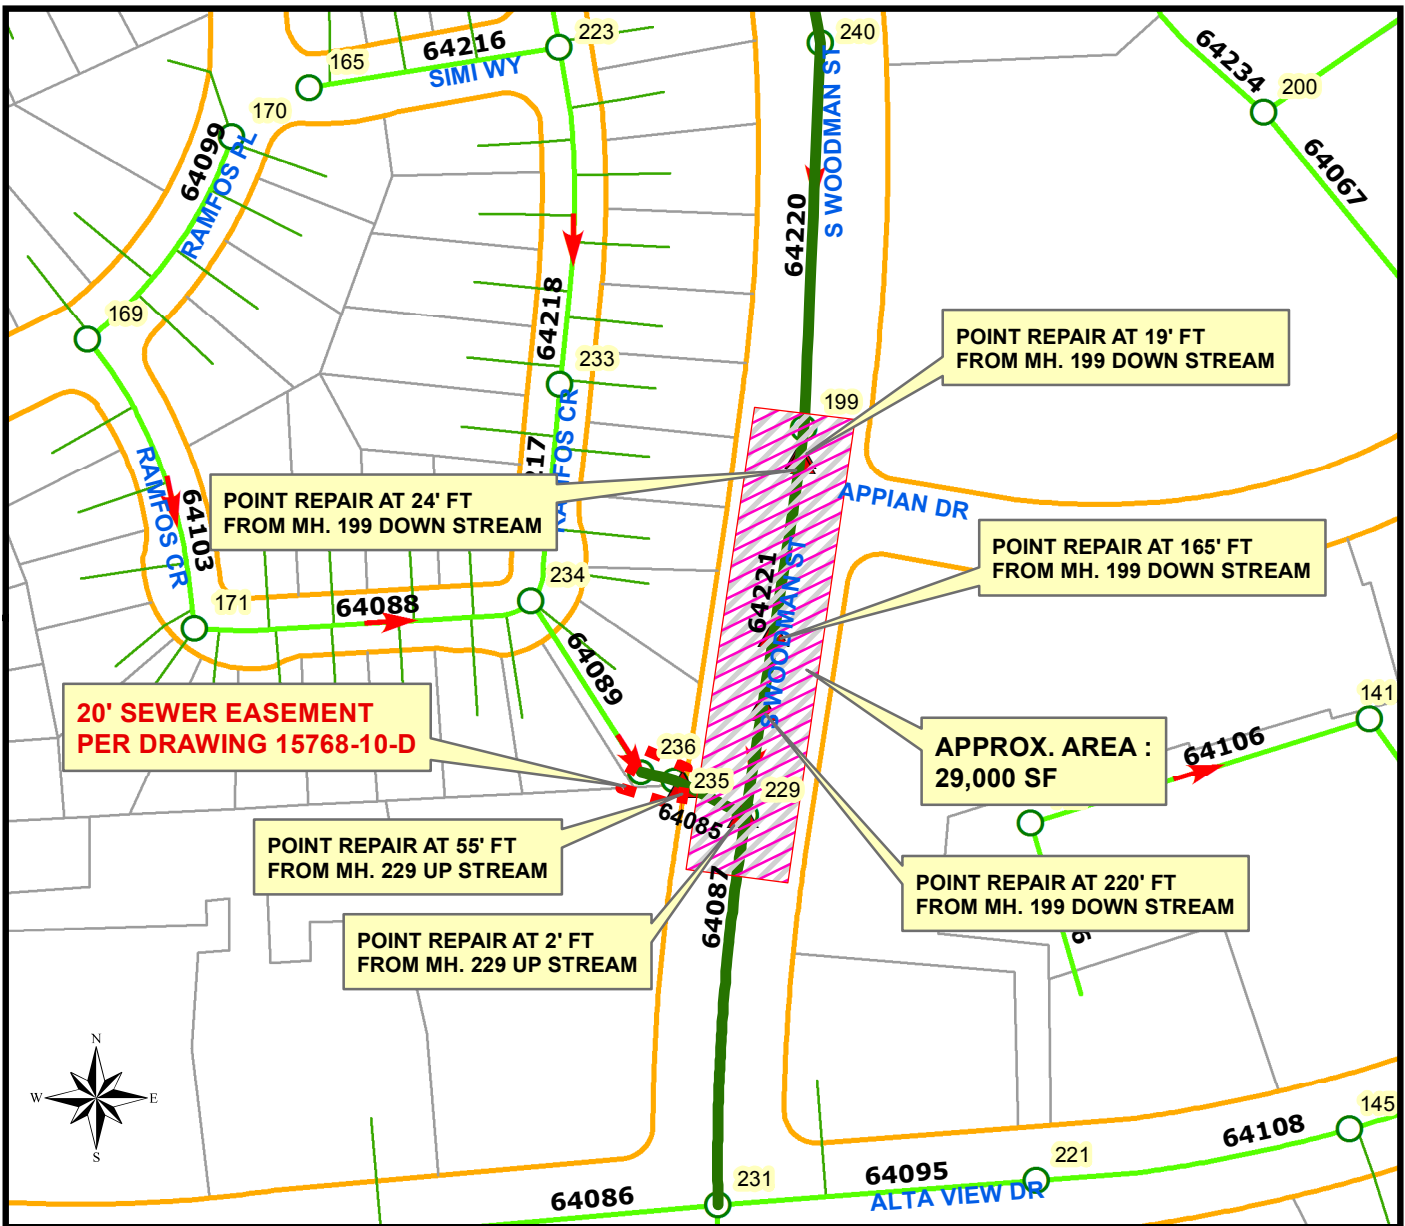 240
223
64216
165
SIMI WY
64234
200
170
64099
RAMFOS PL
S WOODMAN ST
64067
64220
169
64218
POINT REPAIR AT 19' FT
FROM MH. 199 DOWN STREAM
233
199
RAMFOS CR
64103
POINT REPAIR AT 24' FT
FROM MH. 199 DOWN STREAM
217
RAMFOS CR
APPIAN DR
POINT REPAIR AT 165' FT
FROM MH. 199 DOWN STREAM
64221
S WOODMAN ST
234
171
64088
64089
20' SEWER EASEMENT
PER DRAWING 15768-10-D
141
236
235
229
APPROX. AREA :
29,000 SF
64106
64085
POINT REPAIR AT 55' FT
FROM MH. 229 UP STREAM
POINT REPAIR AT 220' FT
FROM MH. 199 DOWN STREAM
64087
POINT REPAIR AT 2' FT
FROM MH. 229 UP STREAM
6
N
W
E
S
145
64108
221
64095
231
64086
ALTA VIEW DR